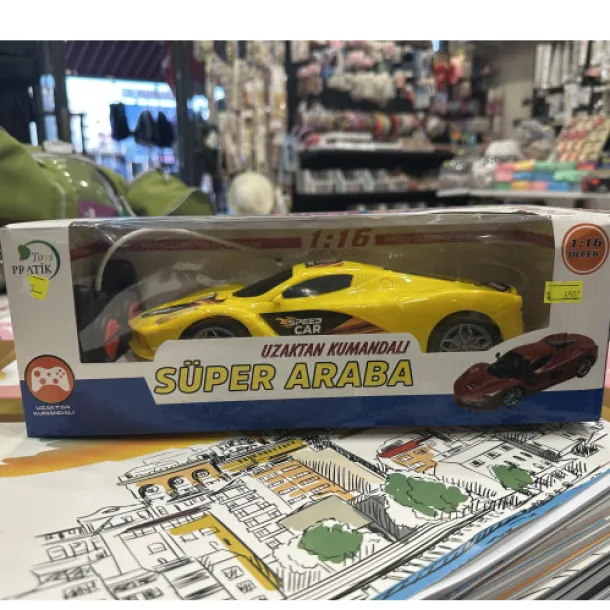 1:16
Toys
PRATİK
1:16
ÖLÇEK
SPEED
CAR
UZAKTAN KUMANDALI
SÜPER ARABA
UZAKTAN
KUMANDALI